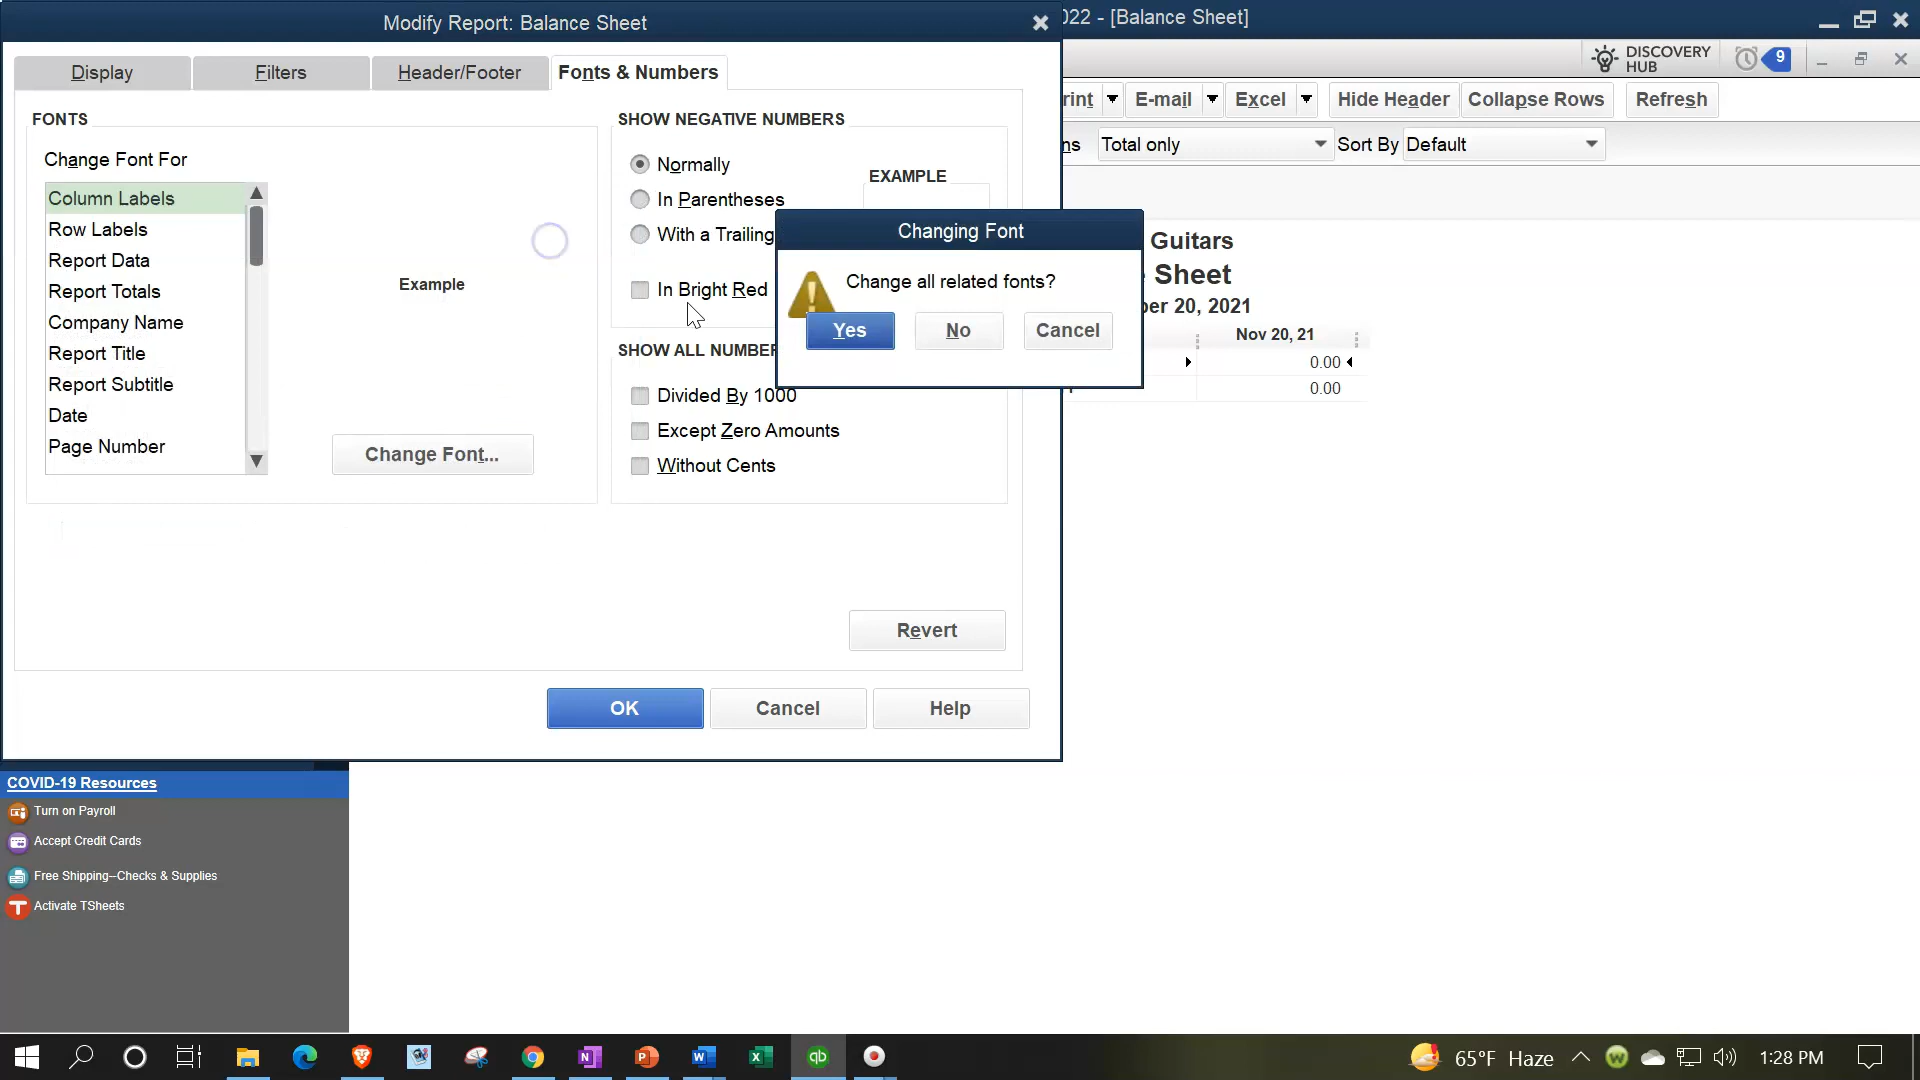 Modify Report: Balance Sheet
022 - [Balance Sheet]
DISCOVERY
HUB
9
Display
Filters
Header/Footer
Fonts & Numbers
rint
E-mail
Excel
Hide Header
Collapse Rows
Refresh
ns
Total only
Sort By
Default
FONTS
Change Font For
Column Labels
Row Labels
Report Data
Report Totals
Company Name
Report Title
Report Subtitle
Date
Page Number
Example
Change Font...
SHOW NEGATIVE NUMBERS
Normally
In Parentheses
With a Trailing
In Bright Red
EXAMPLE
SHOW ALL NUMBER
Divided By 1000
Except Zero Amounts
Without Cents
Changing Font
Change all related fonts?
Yes
No
Cancel
Guitars
Sheet
ber 20, 2021
Nov 20, 21
0.00
0.00
Revert
OK
Cancel
Help
COVID-19 Resources
Turn on Payroll
Accept Credit Cards
Free Shipping--Checks & Supplies
Activate TSheets
65°F Haze
1:28 PM